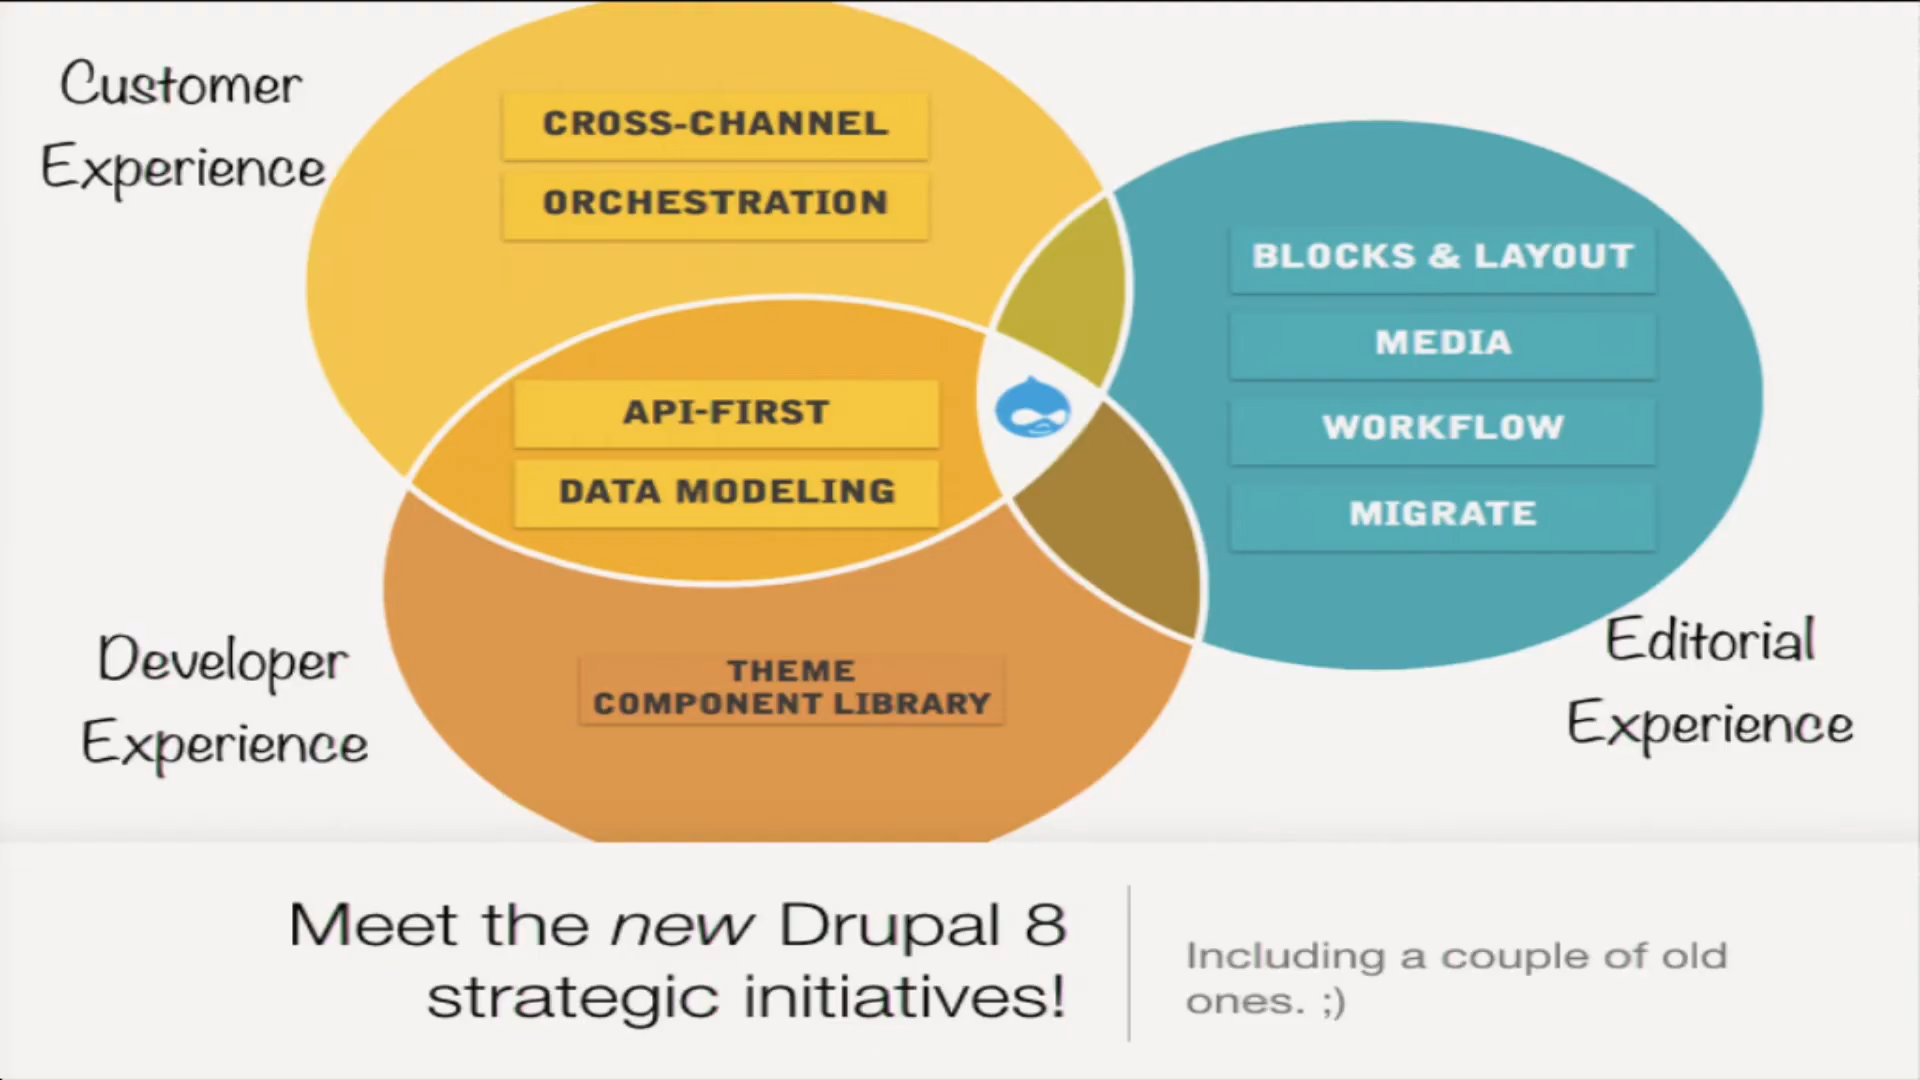 Customer
Experience
CROSS-CHANNEL
ORCHESTRATION
BLOCKS & LAYOUT
MEDIA
WORKFLOW
MIGRATE
API-FIRST
DATA MODELING
Developer
Experience
THEME
COMPONENT LIBRARY
Editorial
Experience
Meet the new Drupal 8
strategic initiatives!
Including a couple of old
ones. ;)